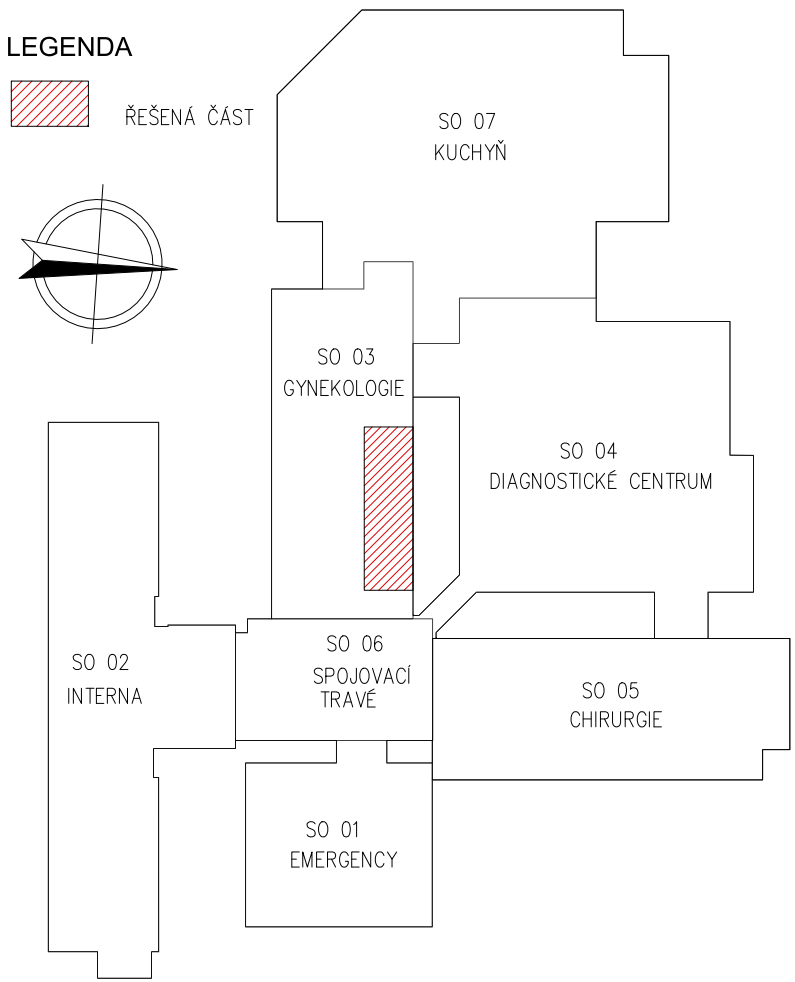 LEGENDA
ŘEŠENÁ ČÁST
SO 07
KUCHYŇ
SO 03
GYNEKOLOGIE
SO 04
DIAGNOSTICKÉ CENTRUM
SO 02
INTERNA
SO 06
SPOJOVACÍ
TRAVÉ
SO 05
CHIRURGIE
SO 01
EMERGENCY